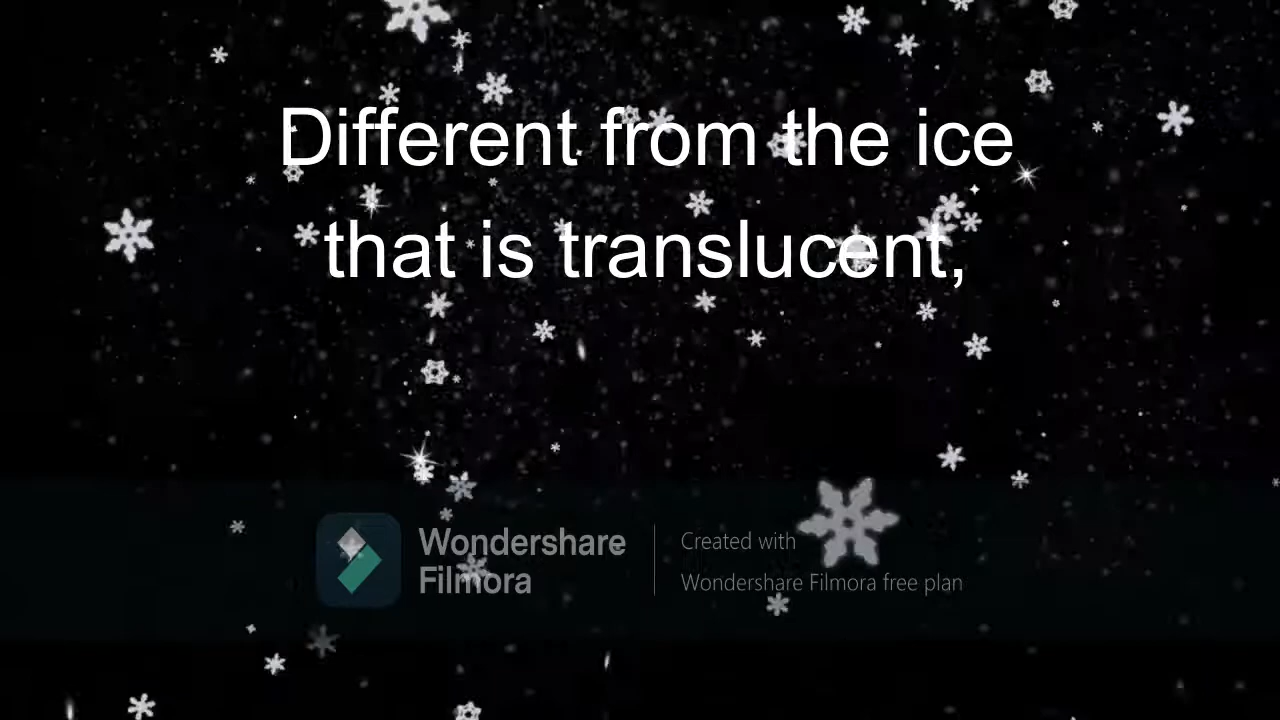 Different from the ice
that is translucent,
Wondershare
Filmora
Created with
Wondershare Filmora free plan